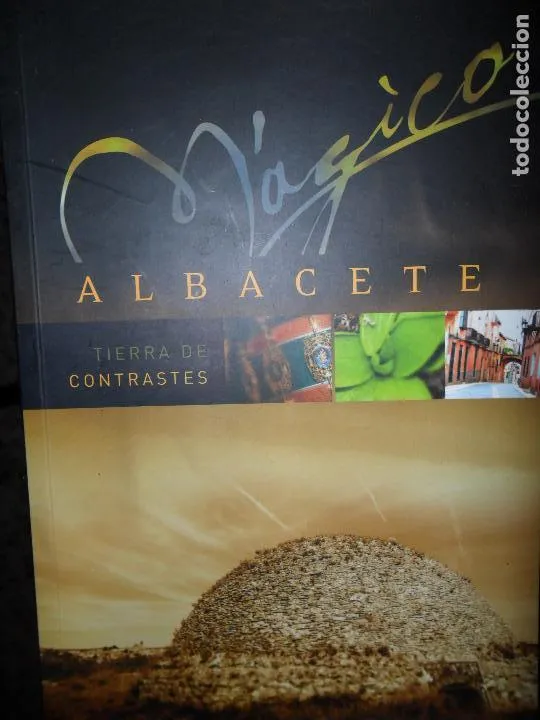 Mágico
ALBACETE
TIERRA DE
CONTRASTES
todocoleccion